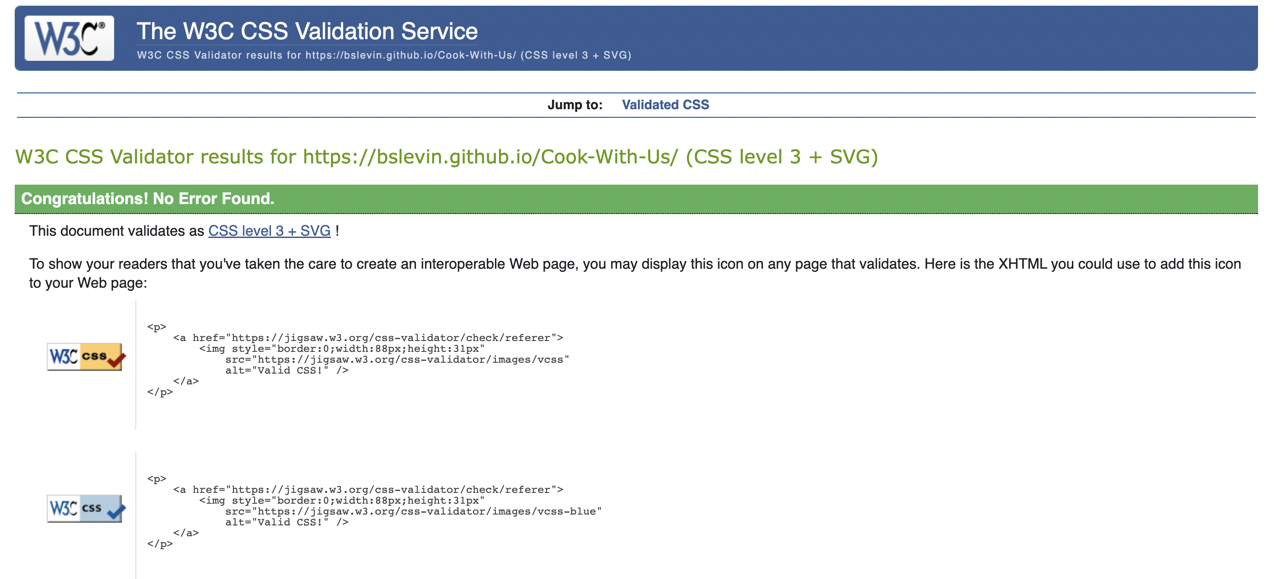 W3C®
The W3C CSS Validation Service
W3C CSS Validator results for https://bslevin.github.io/Cook-With-Us/ (CSS level 3 + SVG)
Jump to: Validated CSS
W3C CSS Validator results for https://bslevin.github.io/Cook-With-Us/ (CSS level 3 + SVG)
Congratulations! No Error Found.
This document validates as CSS level 3 + SVG !
To show your readers that you've taken the care to create an interoperable Web page, you may display this icon on any page that validates. Here is the XHTML you could use to add this icon
to your Web page:
W3C css
<p>
<a href="https://jigsaw.w3.org/css-validator/check/referer">
<img style="border:0;width:88px;height:31px"
src="https://jigsaw.w3.org/css-validator/images/vcss"
alt="Valid CSS!" />
</a>
</p>
W3C css
<p>
<a href="https://jigsaw.w3.org/css-validator/check/referer">
<img style="border:0;width:88px;height:31px"
src="https://jigsaw.w3.org/css-validator/images/vcss-blue"
alt="Valid CSS!" />
</a>
</p>